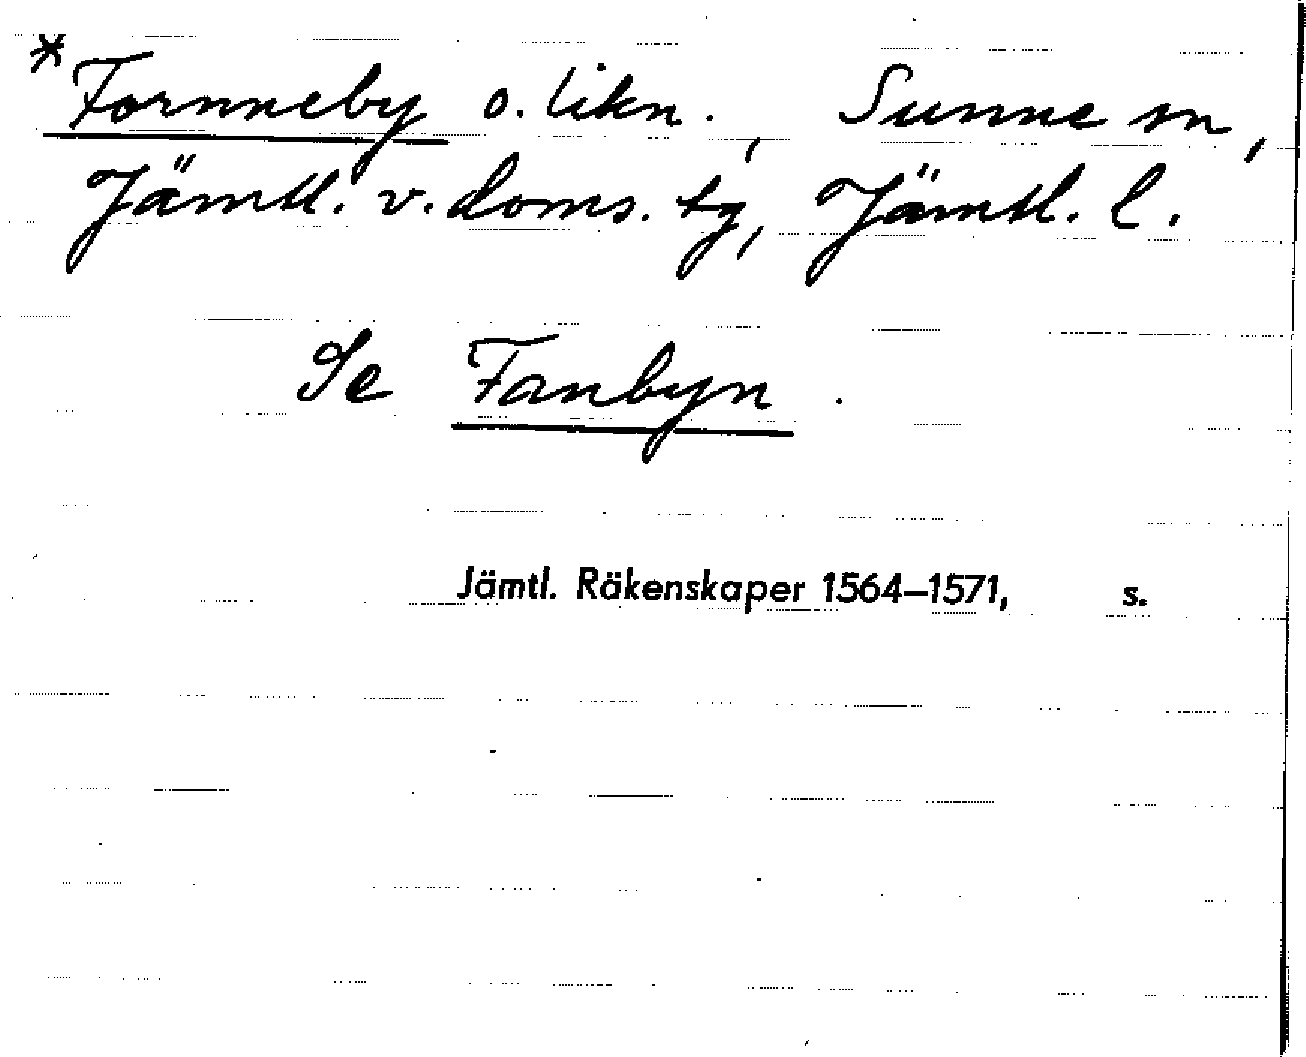 * Fornneby o. likn., Sunne sn,
Jämtl. v. doms. tg, Jämtl. l.
Se Fanbyn.
Jämtl. Räkenskaper 1564–1571, s.